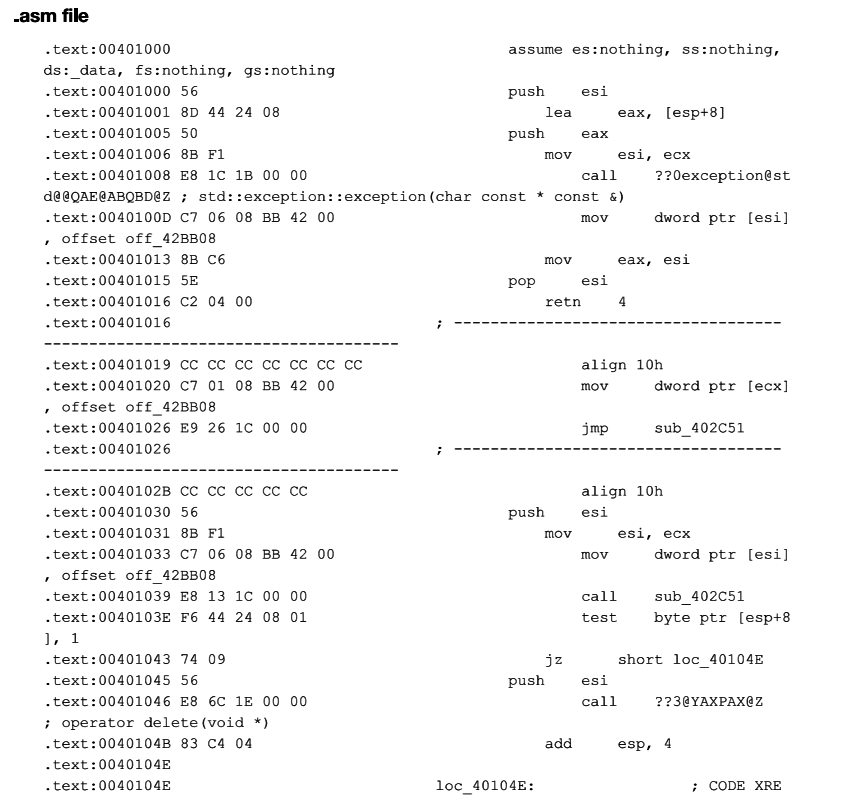 .asm file
.text:00401000 assume es:nothing, ss:nothing,
ds:_data, fs:nothing, gs:nothing
.text:00401000 56 push esi
.text:00401001 8D 44 24 08 lea eax, [esp+8]
.text:00401005 50 push eax
.text:00401006 8B F1 mov esi, ecx
.text:00401008 E8 1C 1B 00 00 call ??0exception@st
d@@QAE@ABQBD@Z ; std::exception::exception(char const * const &)
.text:0040100D C7 06 08 BB 42 00 mov dword ptr [esi]
, offset off_42BB08
.text:00401013 8B C6 mov eax, esi
.text:00401015 5E pop esi
.text:00401016 C2 04 00 retn 4
.text:00401016 ; ------------------------------------
---------------------------------------
.text:00401019 CC CC CC CC CC CC CC align 10h
.text:00401020 C7 01 08 BB 42 00 mov dword ptr [ecx]
, offset off_42BB08
.text:00401026 E9 26 1C 00 00 jmp sub_402C51
.text:00401026 ; ------------------------------------
---------------------------------------
.text:0040102B CC CC CC CC CC align 10h
.text:00401030 56 push esi
.text:00401031 8B F1 mov esi, ecx
.text:00401033 C7 06 08 BB 42 00 mov dword ptr [esi]
, offset off_42BB08
.text:00401039 E8 13 1C 00 00 call sub_402C51
.text:0040103E F6 44 24 08 01 test byte ptr [esp+8
], 1
.text:00401043 74 09 jz short loc_40104E
.text:00401045 56 push esi
.text:00401046 E8 6C 1E 00 00 call ??3@YAXPAX@Z
; operator delete(void *)
.text:0040104B 83 C4 04 add esp, 4
.text:0040104E
.text:0040104E loc_40104E: ; CODE XRE